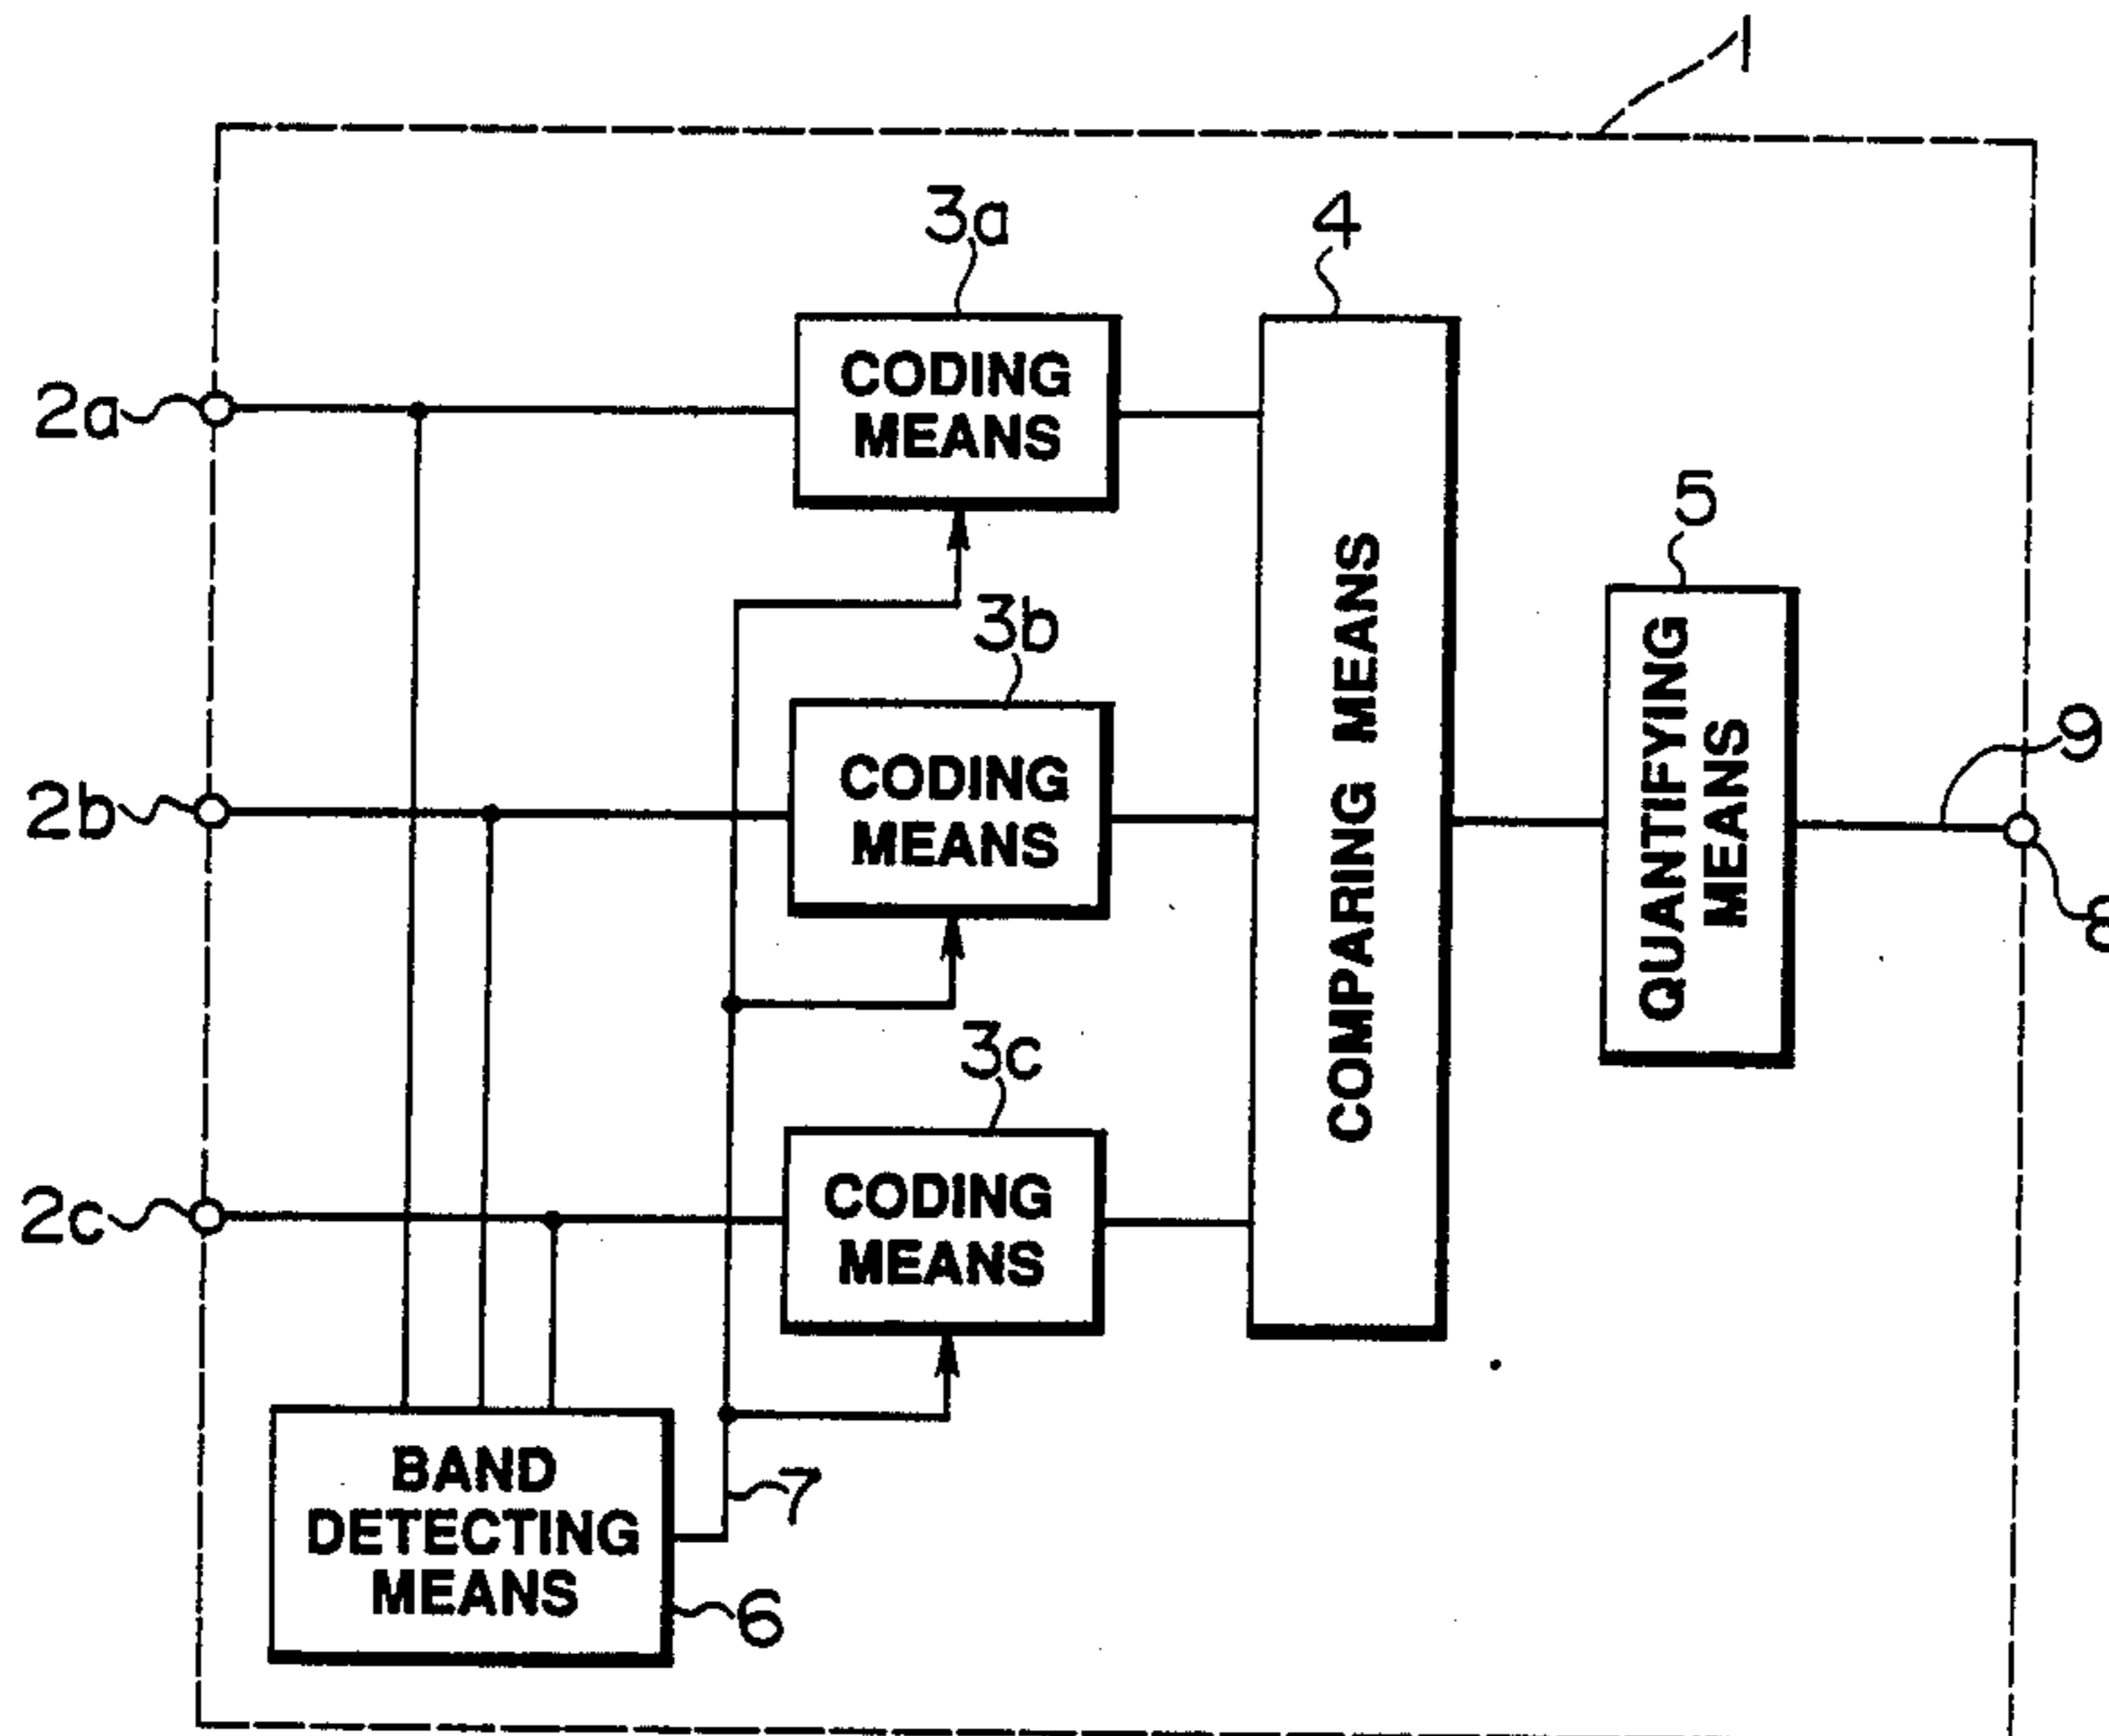 1
3a
4
CODING
MEANS
2a
5
3b
COMPARING MEANS
QUANTIFYING
MEANS
9
CODING
MEANS
2b
8
3c
CODING
MEANS
2c
7
BAND
DETECTING
MEANS
6